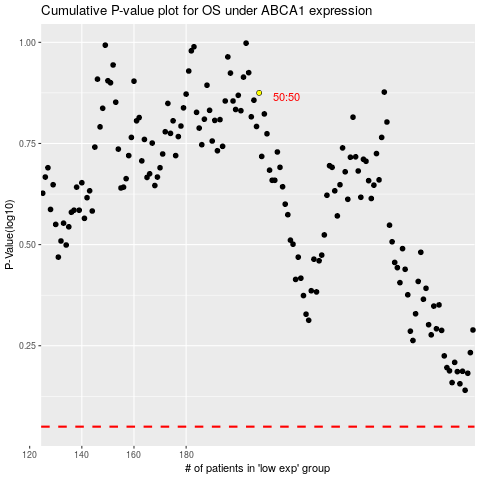 Cumulative P-value plot for OS under ABCA1 expression
P-Value(log10)
1.00
0.75
0.50
0.25
50:50
120 140 160 180
# of patients in 'low exp' group